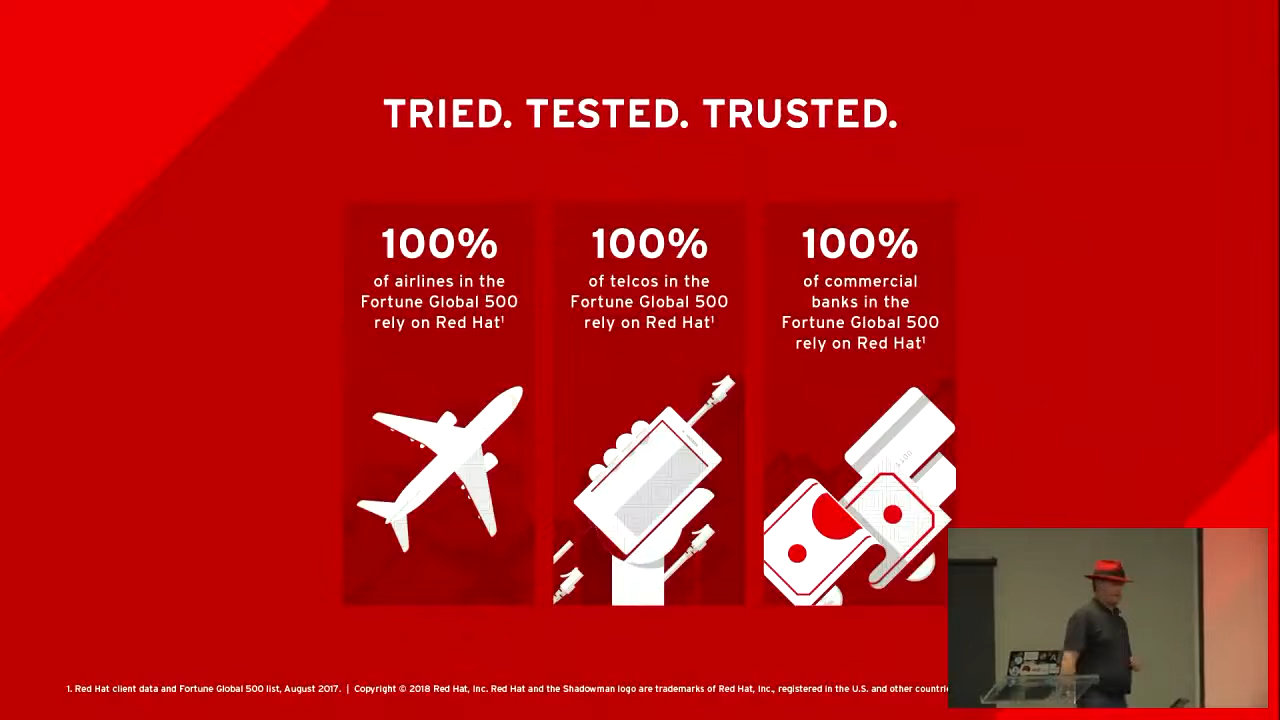 TRIED. TESTED. TRUSTED.
100%
of airlines in the
Fortune Global 500
rely on Red Hat¹
100%
of telcos in the
Fortune Global 500
rely on Red Hat¹
100%
of commercial
banks in the
Fortune Global 500
rely on Red Hat¹
1. Red Hat client data and Fortune Global 500 list, August 2017. | Copyright © 2018 Red Hat, Inc. Red Hat and the Shadowman logo are trademarks of Red Hat, Inc., registered in the U.S. and other